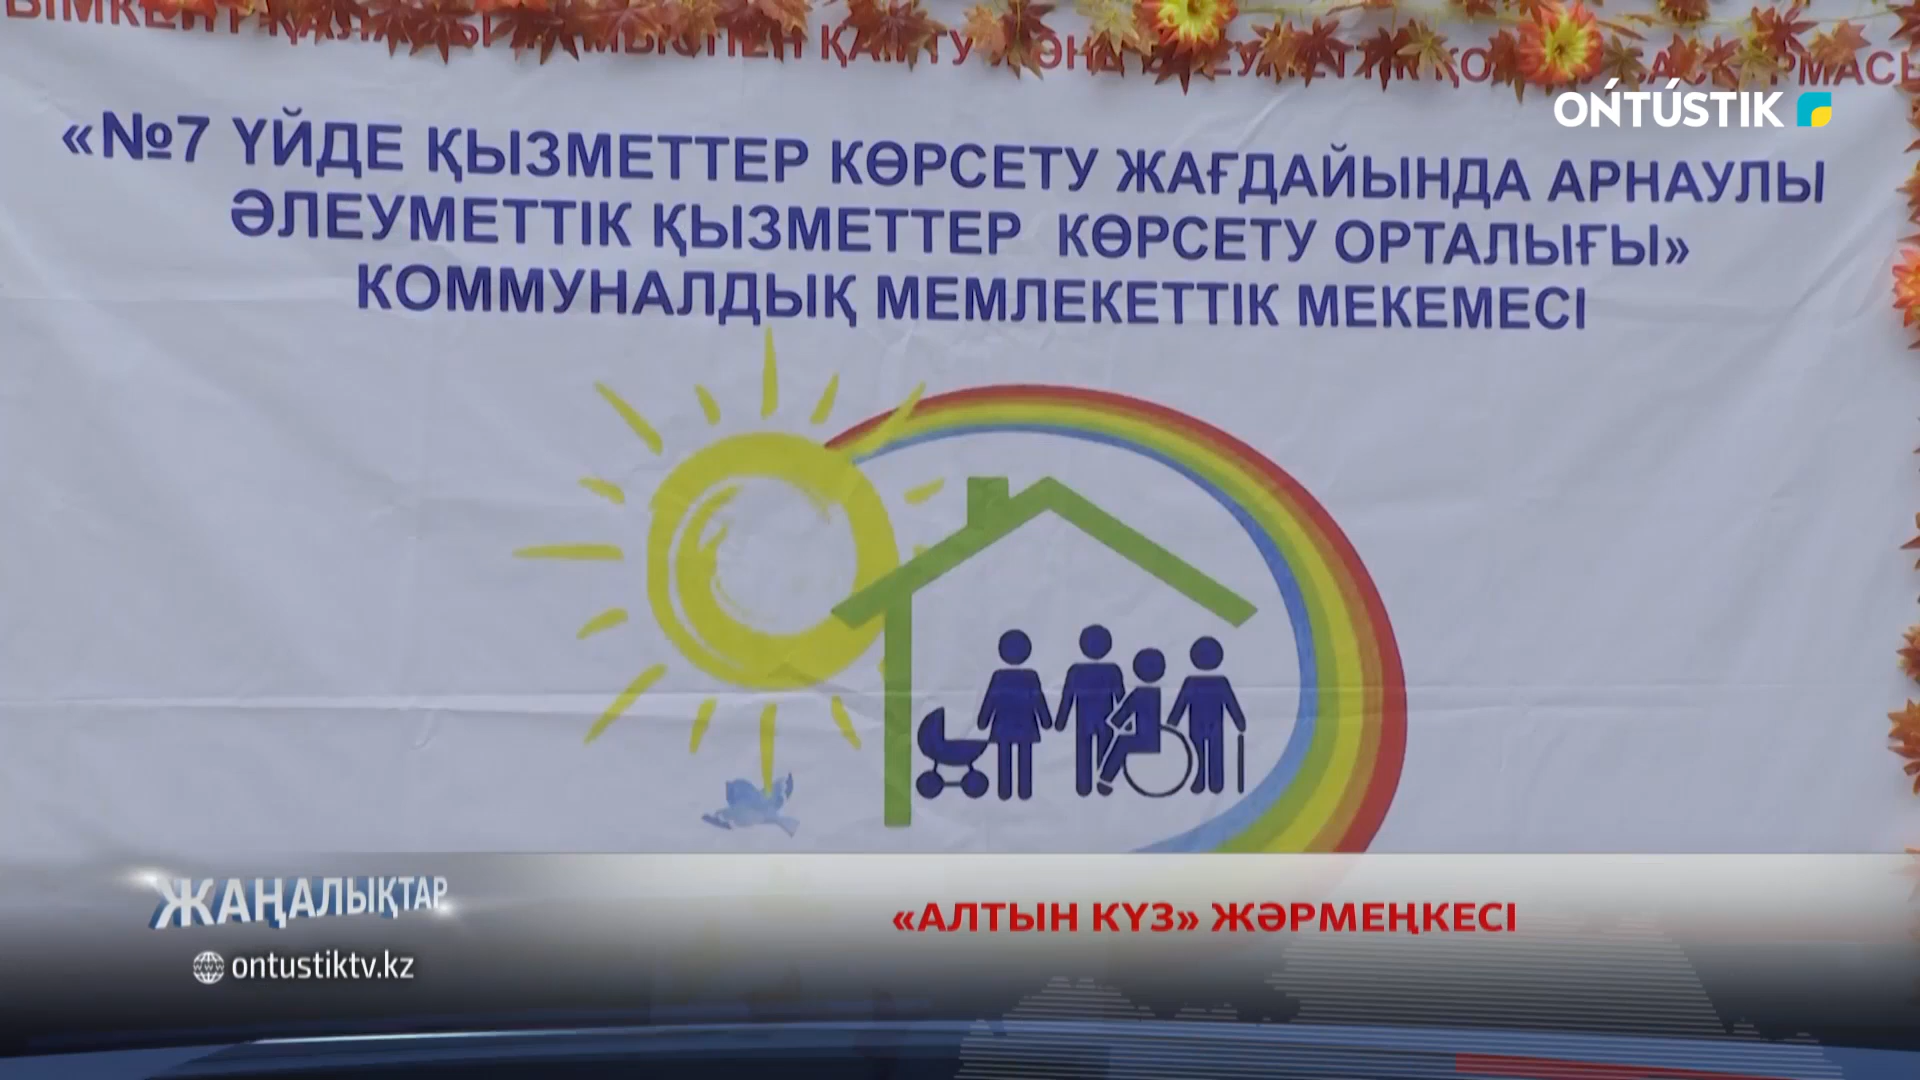 ҚАМТУ
OŃTÚSTIK
«№7 ҮЙДЕ ҚЫЗМЕТТЕР КӨРСЕТУ ЖАҒДАЙЫНДА АРНАУЛЫ
ӘЛЕУМЕТТІК ҚЫЗМЕТТЕР КӨРСЕТУ ОРТАЛЫҒЫ»
КОММУНАЛДЫҚ МЕМЛЕКЕТТІК МЕКЕМЕСІ
ЖАҢАЛЫҚТАР
«АЛТЫН КҮЗ» ЖӘРМЕҢКЕСІ
ontustiktv.kz